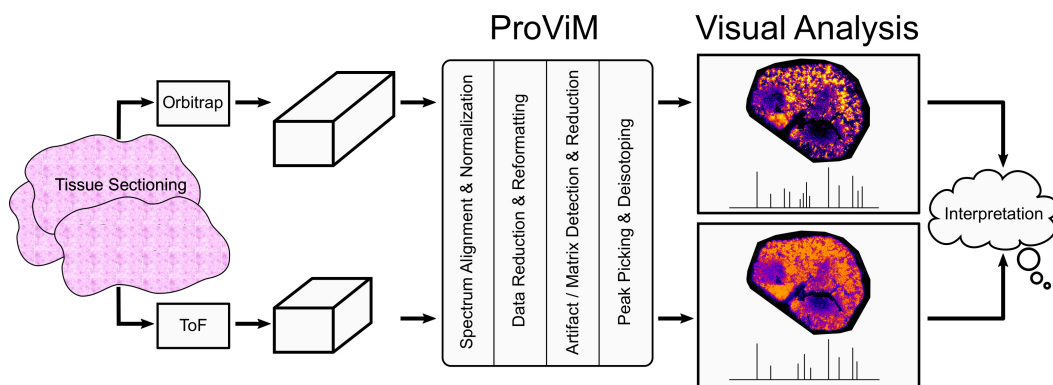 ProViM
Visual Analysis
Orbitrap
Tissue Sectioning
ToF
Spectrum Alignment & Normalization
Data Reduction & Reformatting
Artifact / Matrix Detection & Reduction
Peak Picking & Deisotoping
Interpretation